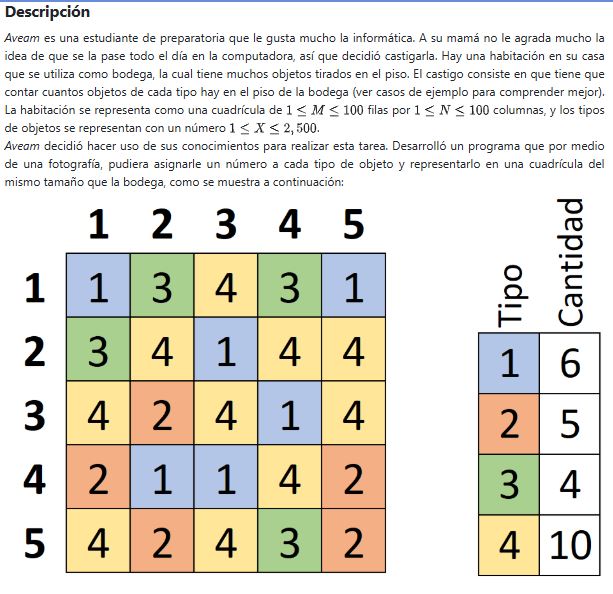 Descripción
Aveam es una estudiante de preparatoria que le gusta mucho la informática. A su mamá no le agrada mucho la
idea de que se la pase todo el día en la computadora, así que decidió castigarla. Hay una habitación en su casa
que se utiliza como bodega, la cual tiene muchos objetos tirados en el piso. El castigo consiste en que tiene que
contar cuantos objetos de cada tipo hay en el piso de la bodega (ver casos de ejemplo para comprender mejor).
La habitación se representa como una cuadrícula de 1 ≤ M ≤ 100 filas por 1 ≤ N ≤ 100 columnas, y los tipos
de objetos se representan con un número 1 ≤ X ≤ 2,500.
Aveam decidió hacer uso de sus conocimientos para realizar esta tarea. Desarrolló un programa que por medio
de una fotografía, pudiera asignarle un número a cada tipo de objeto y representarlo en una cuadrícula del
mismo tamaño que la bodega, como se muestra a continuación:
1 2 3 4 5
1 1 3 4 3 1
2 3 4 1 4 4
3 4 2 4 1 4
4 2 1 1 4 2
5 4 2 4 3 2
Tipo Cantidad
1 6
2 5
3 4
4 10